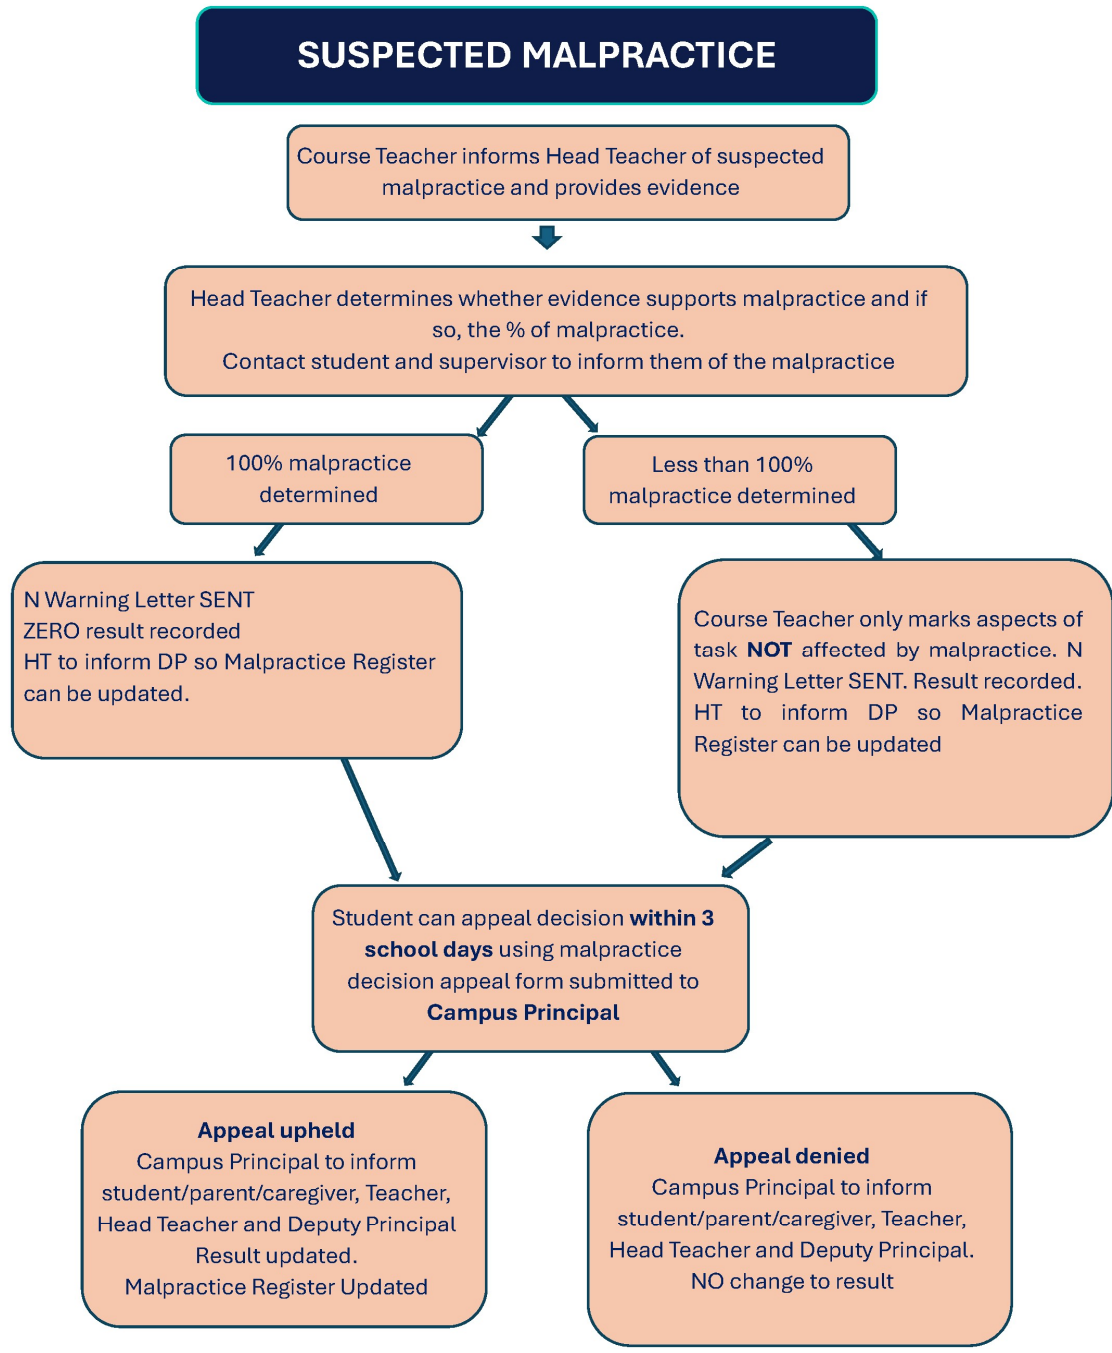 SUSPECTED MALPRACTICE
Course Teacher informs Head Teacher of suspected
malpractice and provides evidence
Head Teacher determines whether evidence supports malpractice and if
so, the % of malpractice.
Contact student and supervisor to inform them of the malpractice
100% malpractice
determined
Less than 100%
malpractice determined
N Warning Letter SENT
ZERO result recorded
HT to inform DP so Malpractice Register
can be updated.
Course Teacher only marks aspects of
task NOT affected by malpractice. N
Warning Letter SENT. Result recorded.
HT to inform DP so Malpractice
Register can be updated
Student can appeal decision within 3
school days using malpractice
decision appeal form submitted to
Campus Principal
Appeal upheld
Campus Principal to inform
student/parent/caregiver, Teacher,
Head Teacher and Deputy Principal
Result updated.
Malpractice Register Updated
Appeal denied
Campus Principal to inform
student/parent/caregiver, Teacher,
Head Teacher and Deputy Principal.
NO change to result